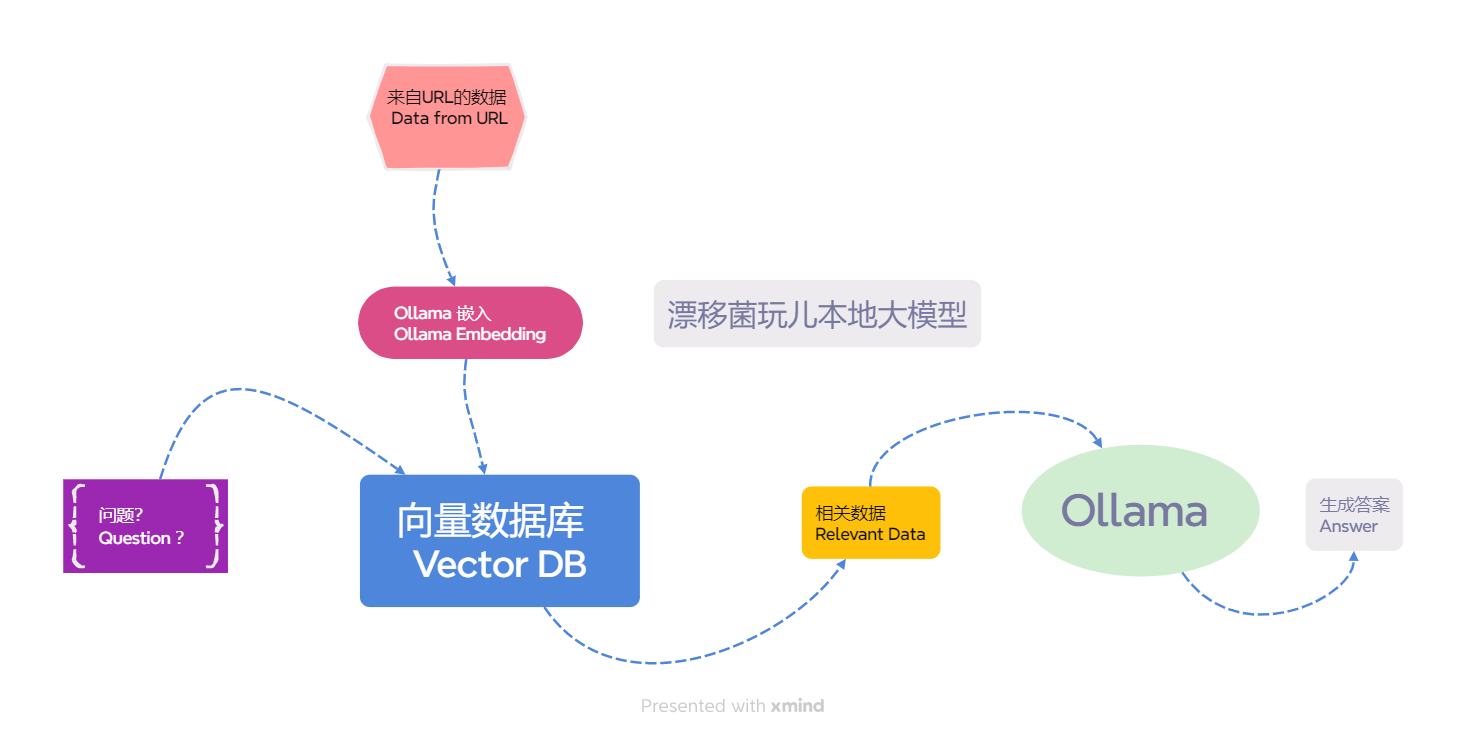 来自URL的数据
Data from URL
Ollama 嵌入
Ollama Embedding
漂移菌玩儿本地大模型
问题?
Question ?
向量数据库
Vector DB
相关数据
Relevant Data
Ollama
生成答案
Answer
Presented with xmind